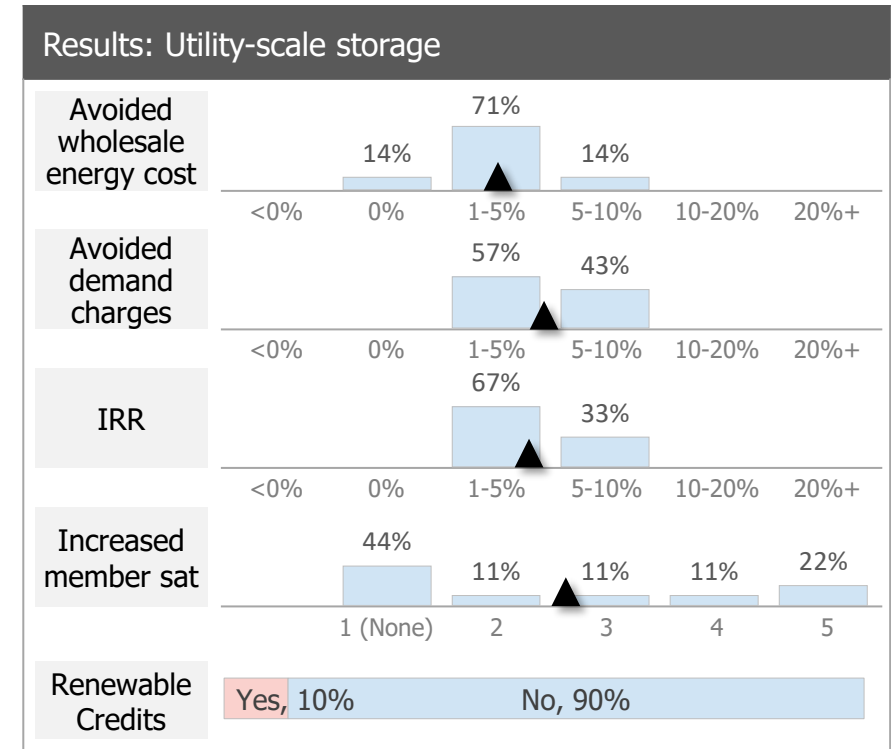 Results: Utility-scale storage
Avoided
wholesale
energy cost
71%
14%
14%
<0%
0%
1-5%
5-10%
10-20%
20%+
Avoided
demand
charges
57%
43%
<0%
0%
1-5%
5-10%
10-20%
20%+
IRR
67%
33%
<0%
0%
1-5%
5-10%
10-20%
20%+
Increased
member sat
44%
11%
11%
11%
22%
1 (None)
2
3
4
5
Renewable
Credits
Yes, 10%
No, 90%